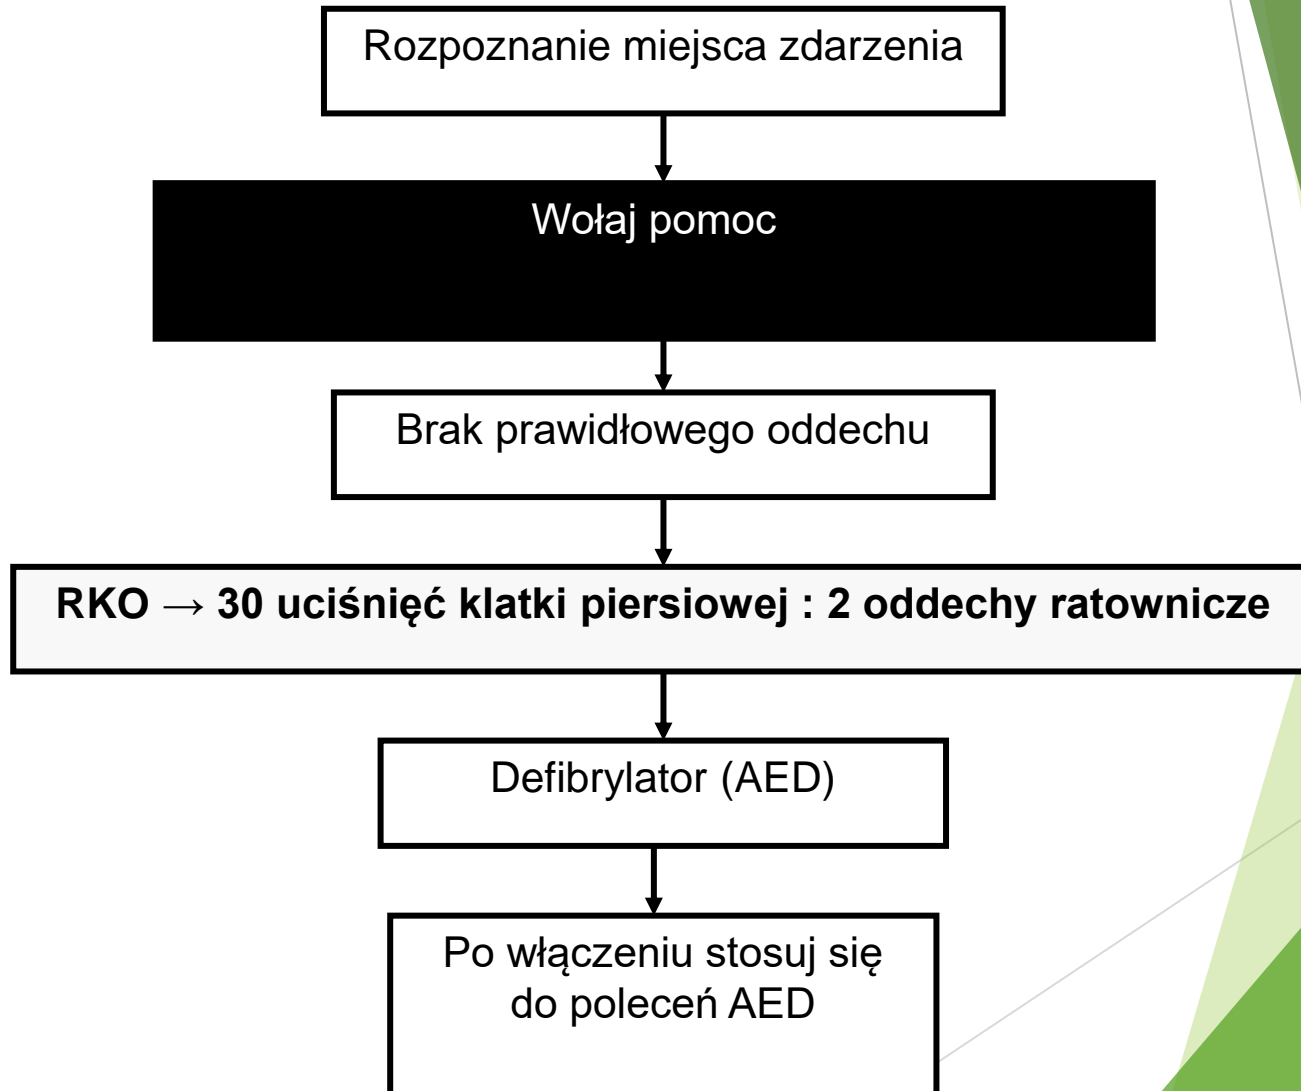 Rozpoznanie miejsca zdarzenia
Wołaj pomoc
Brak prawidłowego oddechu
RKO → 30 uciśnięć klatki piersiowej : 2 oddechy ratownicze
Defibrylator (AED)
Po włączeniu stosuj się
do poleceń AED